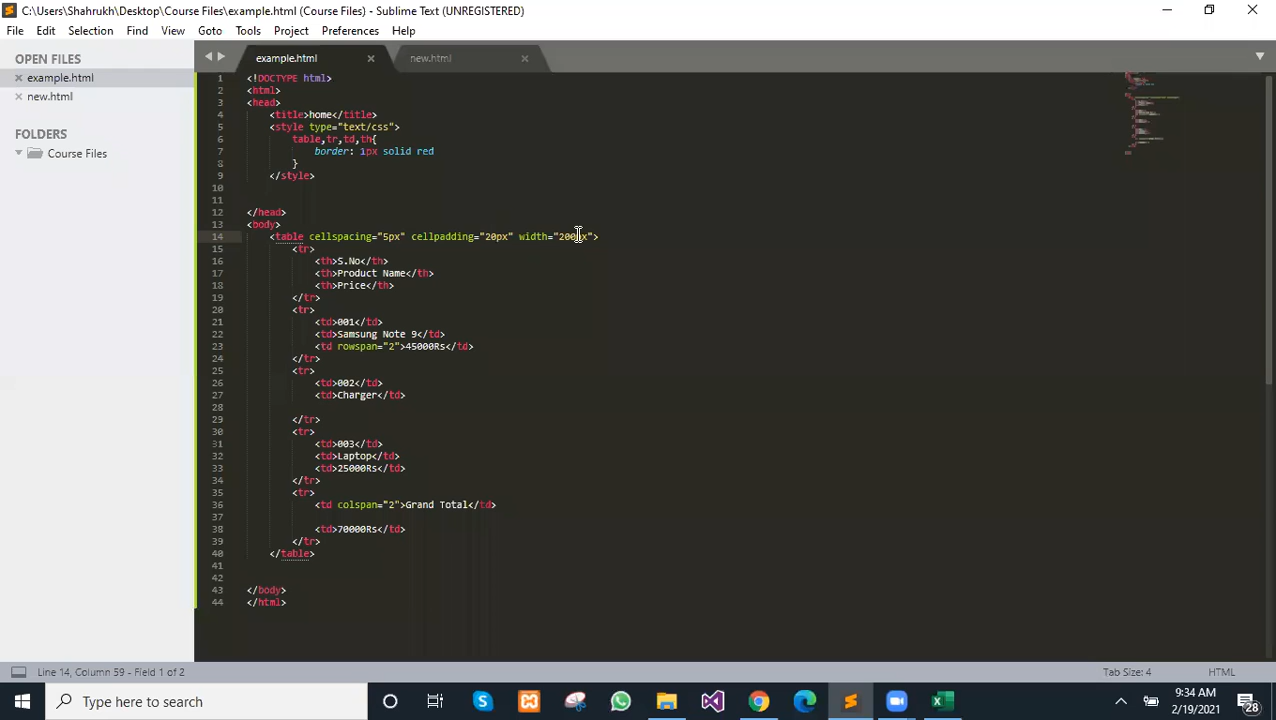 C:\Users\Shahrukh\Desktop\Course Files\example.html (Course Files) - Sublime Text (UNREGISTERED)
File Edit Selection Find View Goto Tools Project Preferences Help
OPEN FILES
example.html
new.html
FOLDERS
Course Files
example.html
new.html
1 <!DOCTYPE html>
2 <html>
3 <head>
4 <title>home</title>
5 <style type="text/css">
6 table,tr,td,th{
7 border: 1px solid red
8 }
9 </style>
10
11
12 </head>
13 <body>
14 <table cellspacing="5px" cellpadding="20px" width="200px">
15 <tr>
16 <th>S.No</th>
17 <th>Product Name</th>
18 <th>Price</th>
19 </tr>
20 <tr>
21 <td>001</td>
22 <td>Samsung Note 9</td>
23 <td rowspan="2">45000Rs</td>
24 </tr>
25 <tr>
26 <td>002</td>
27 <td>Charger</td>
28
29 </tr>
30 <tr>
31 <td>003</td>
32 <td>Laptop</td>
33 <td>25000Rs</td>
34 </tr>
35 <tr>
36 <td colspan="2">Grand Total</td>
37
38 <td>70000Rs</td>
39 </tr>
40 </table>
41
42
43 </body>
44 </html>
Line 14, Column 59 - Field 1 of 2
Tab Size: 4
HTML
Type here to search
9:34 AM
2/19/2021
28